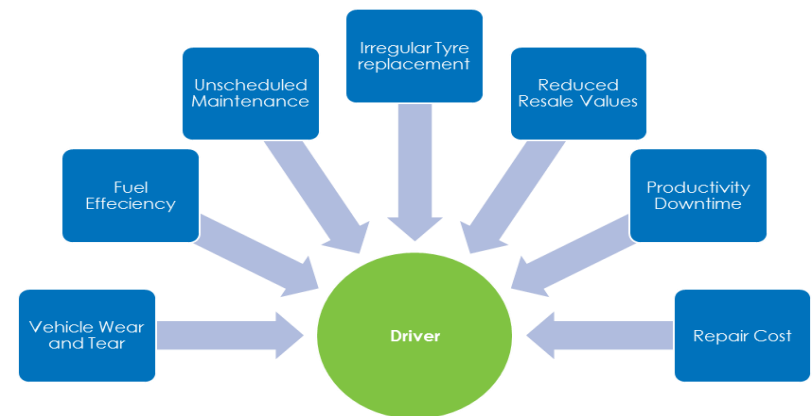 Irregular Tyre
replacement
Unscheduled
Maintenance
Reduced
Resale Values
Fuel
Effeciency
Productivity
Downtime
Vehicle Wear
and Tear
Driver
Repair Cost